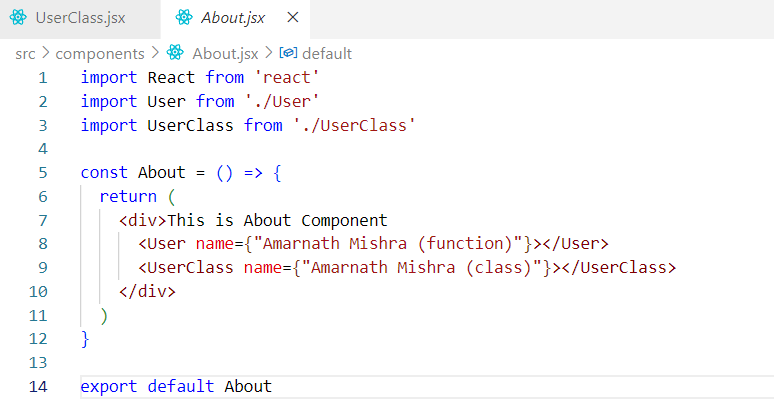 UserClass.jsx About.jsx ×
src > components > About.jsx > default
1 import React from 'react'
2 import User from './User'
3 import UserClass from './UserClass'
4
5 const About = () => {
6 return (
7 <div>This is About Component
8 <User name={"Amarnath Mishra (function)"}></User>
9 <UserClass name={"Amarnath Mishra (class)"}></UserClass>
10 </div>
11 )
12 }
13
14 export default About